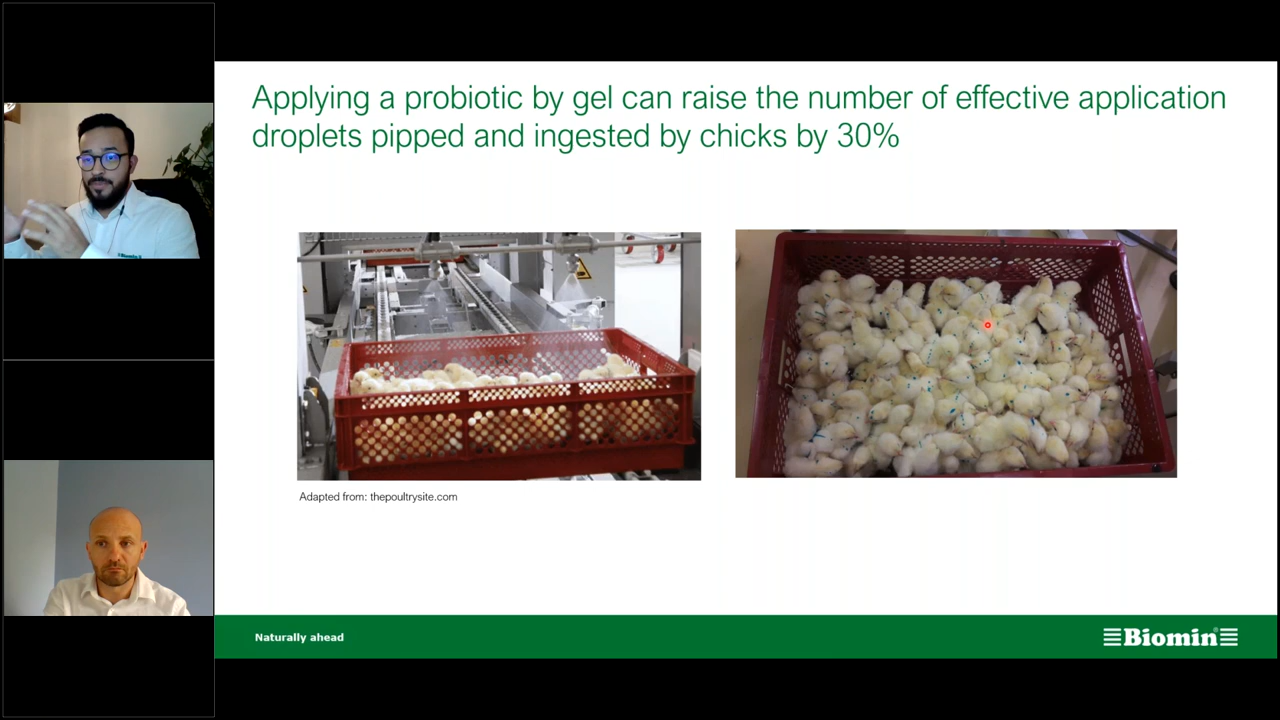 Applying a probiotic by gel can raise the number of effective application
droplets pipped and ingested by chicks by 30%
Adapted from: thepoultrysite.com
Naturally ahead
Biomin®